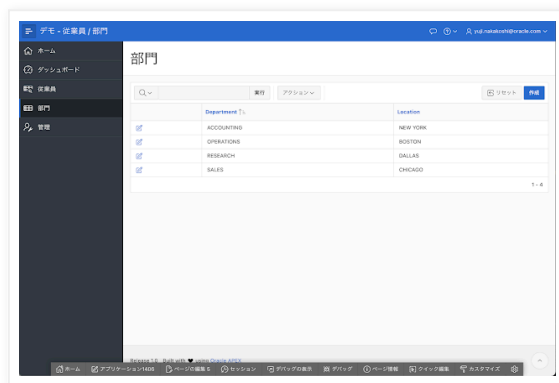 デモ - 従業員 / 部門
yuji.nakakoshi@oracle.com
ホーム
ダッシュボード
従業員
部門
管理
部門
実行
アクション
リセット
作成
Department
Location
ACCOUNTING
NEW YORK
OPERATIONS
BOSTON
RESEARCH
DALLAS
SALES
CHICAGO
1 - 4
Release 1.0 Built with ♥ using Oracle APEX
ホーム
アプリケーション1406
ページの編集 5
セッション
デバッグの表示
デバッグ
ページ情報
クイック編集
カスタマイズ